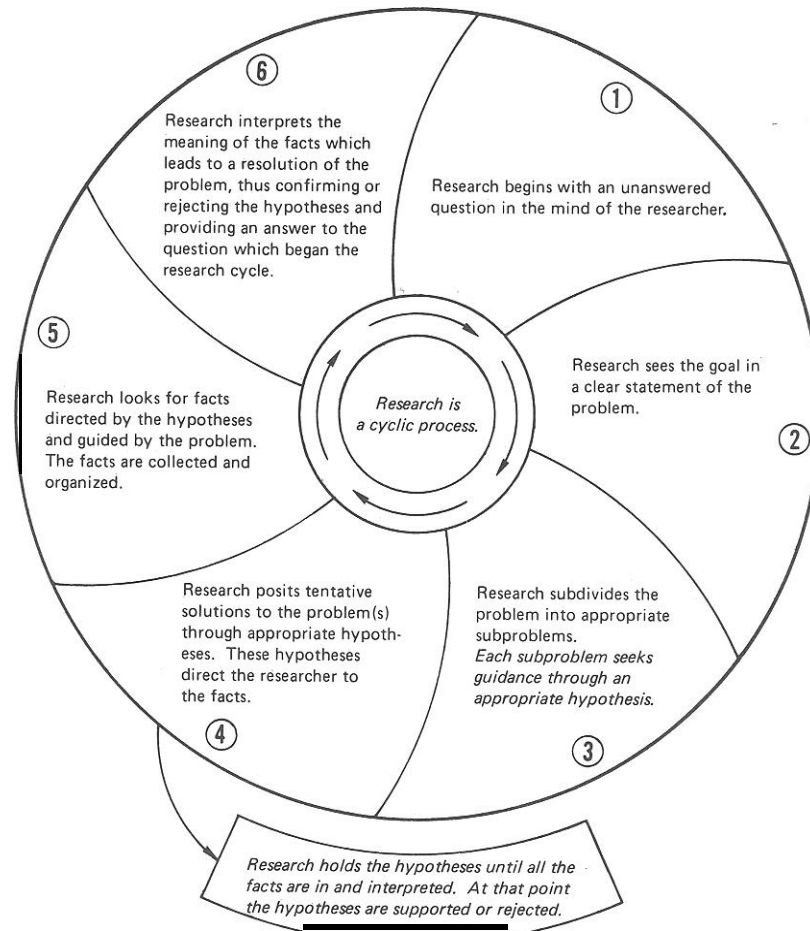 1
Research begins with an unanswered
question in the mind of the researcher.
Research sees the goal in
a clear statement of the
problem.
2
Research subdivides the
problem into appropriate
subproblems.
Each subproblem seeks
guidance through an
appropriate hypothesis.
3
Research posits tentative
solutions to the problem(s)
through appropriate hypoth-
eses. These hypotheses
direct the researcher to
the facts.
4
5
Research looks for facts
directed by the hypotheses
and guided by the problem.
The facts are collected and
organized.
6
Research interprets the
meaning of the facts which
leads to a resolution of the
problem, thus confirming or
rejecting the hypotheses and
providing an answer to the
question which began the
research cycle.
Research is
a cyclic process.
Research holds the hypotheses until all the
facts are in and interpreted. At that point
the hypotheses are supported or rejected.